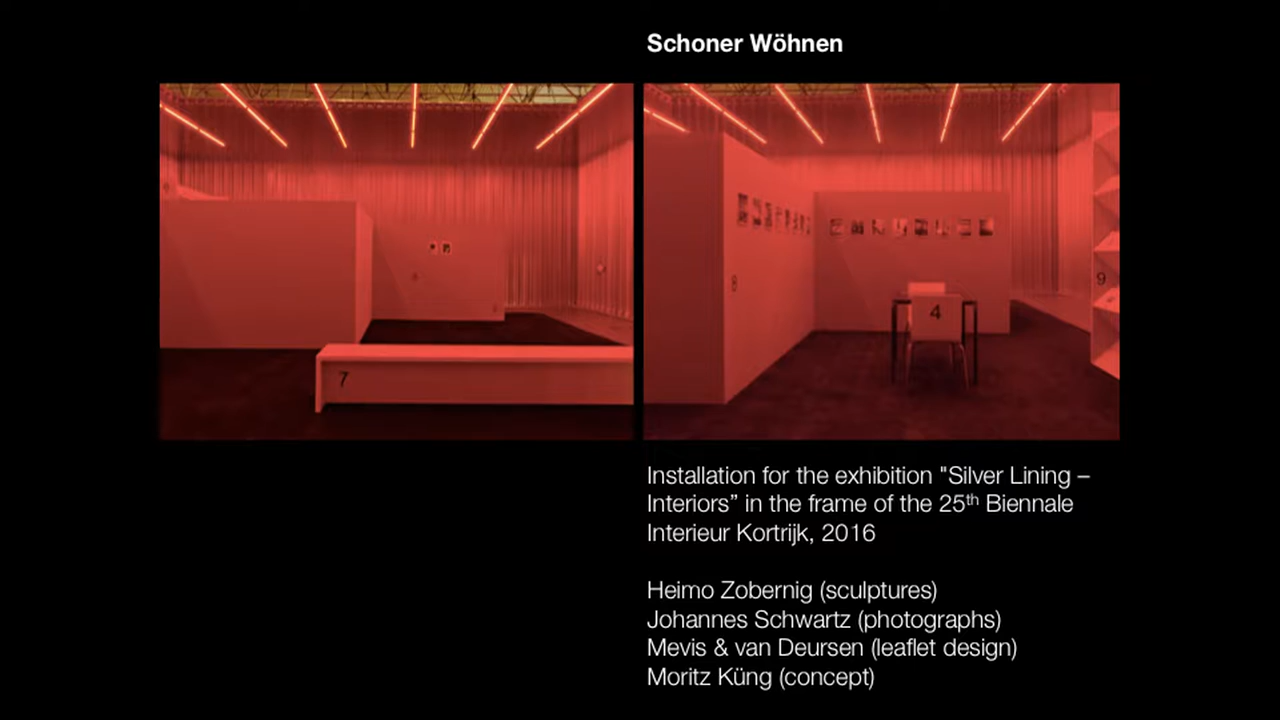 Schoner Wöhnen
7
8
4
9
Installation for the exhibition "Silver Lining –
Interiors” in the frame of the 25th Biennale
Interieur Kortrijk, 2016
Heimo Zobernig (sculptures)
Johannes Schwartz (photographs)
Mevis & van Deursen (leaflet design)
Moritz Küng (concept)